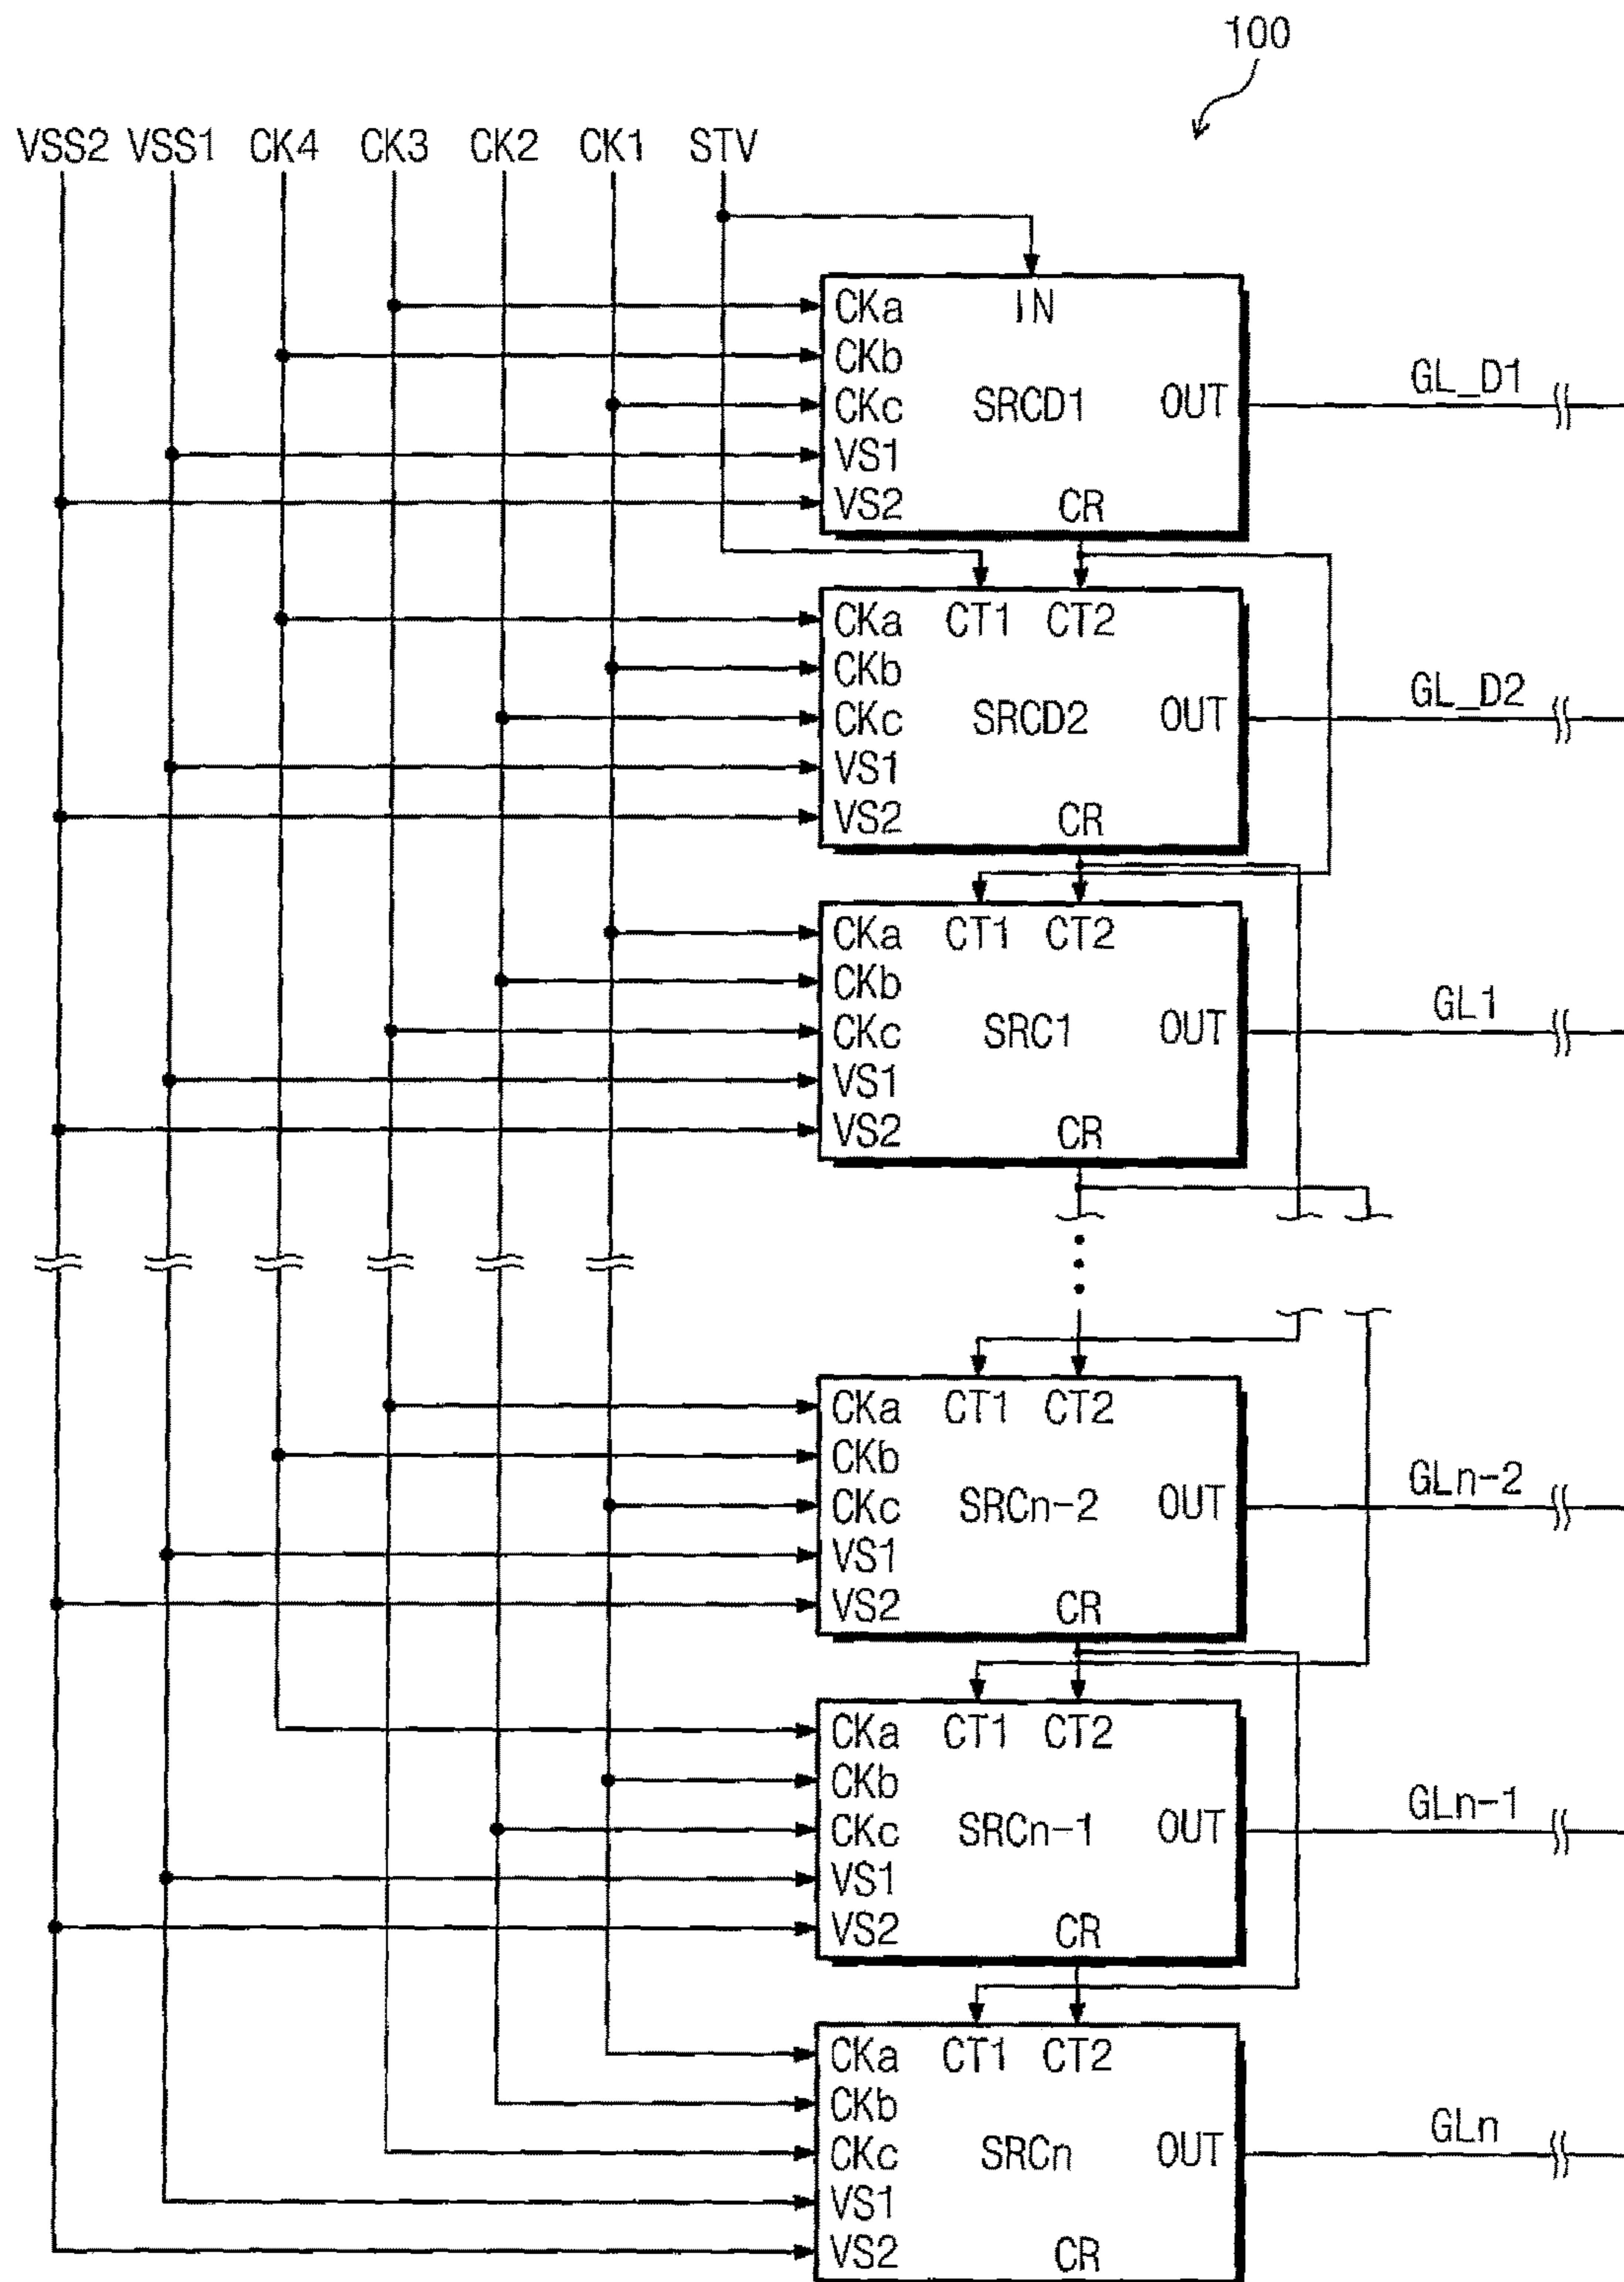 100
VSS2 VSS1 CK4 CK3 CK2 CK1 STV
CKa IN
CKb
CKc SRCD1 OUT GL_D1
VS1
VS2 CR
CKa CT1 CT2
CKb
CKc SRCD2 OUT GL_D2
VS1
VS2 CR
CKa CT1 CT2
CKb
CKc SRC1 OUT GL1
VS1
VS2 CR
CKa CT1 CT2
CKb
CKc SRCn-2 OUT GLn-2
VS1
VS2 CR
CKa CT1 CT2
CKb
CKc SRCn-1 OUT GLn-1
VS1
VS2 CR
CKa CT1 CT2
CKb
CKc SRCn OUT GLn
VS1
VS2 CR